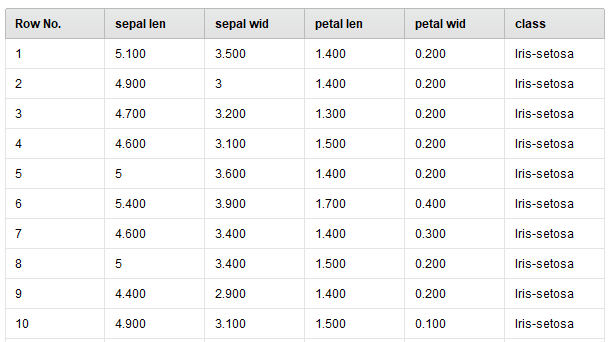 Row No. sepal len sepal wid petal len petal wid class
1 5.100 3.500 1.400 0.200 Iris-setosa
2 4.900 3 1.400 0.200 Iris-setosa
3 4.700 3.200 1.300 0.200 Iris-setosa
4 4.600 3.100 1.500 0.200 Iris-setosa
5 5 3.600 1.400 0.200 Iris-setosa
6 5.400 3.900 1.700 0.400 Iris-setosa
7 4.600 3.400 1.400 0.300 Iris-setosa
8 5 3.400 1.500 0.200 Iris-setosa
9 4.400 2.900 1.400 0.200 Iris-setosa
10 4.900 3.100 1.500 0.100 Iris-setosa